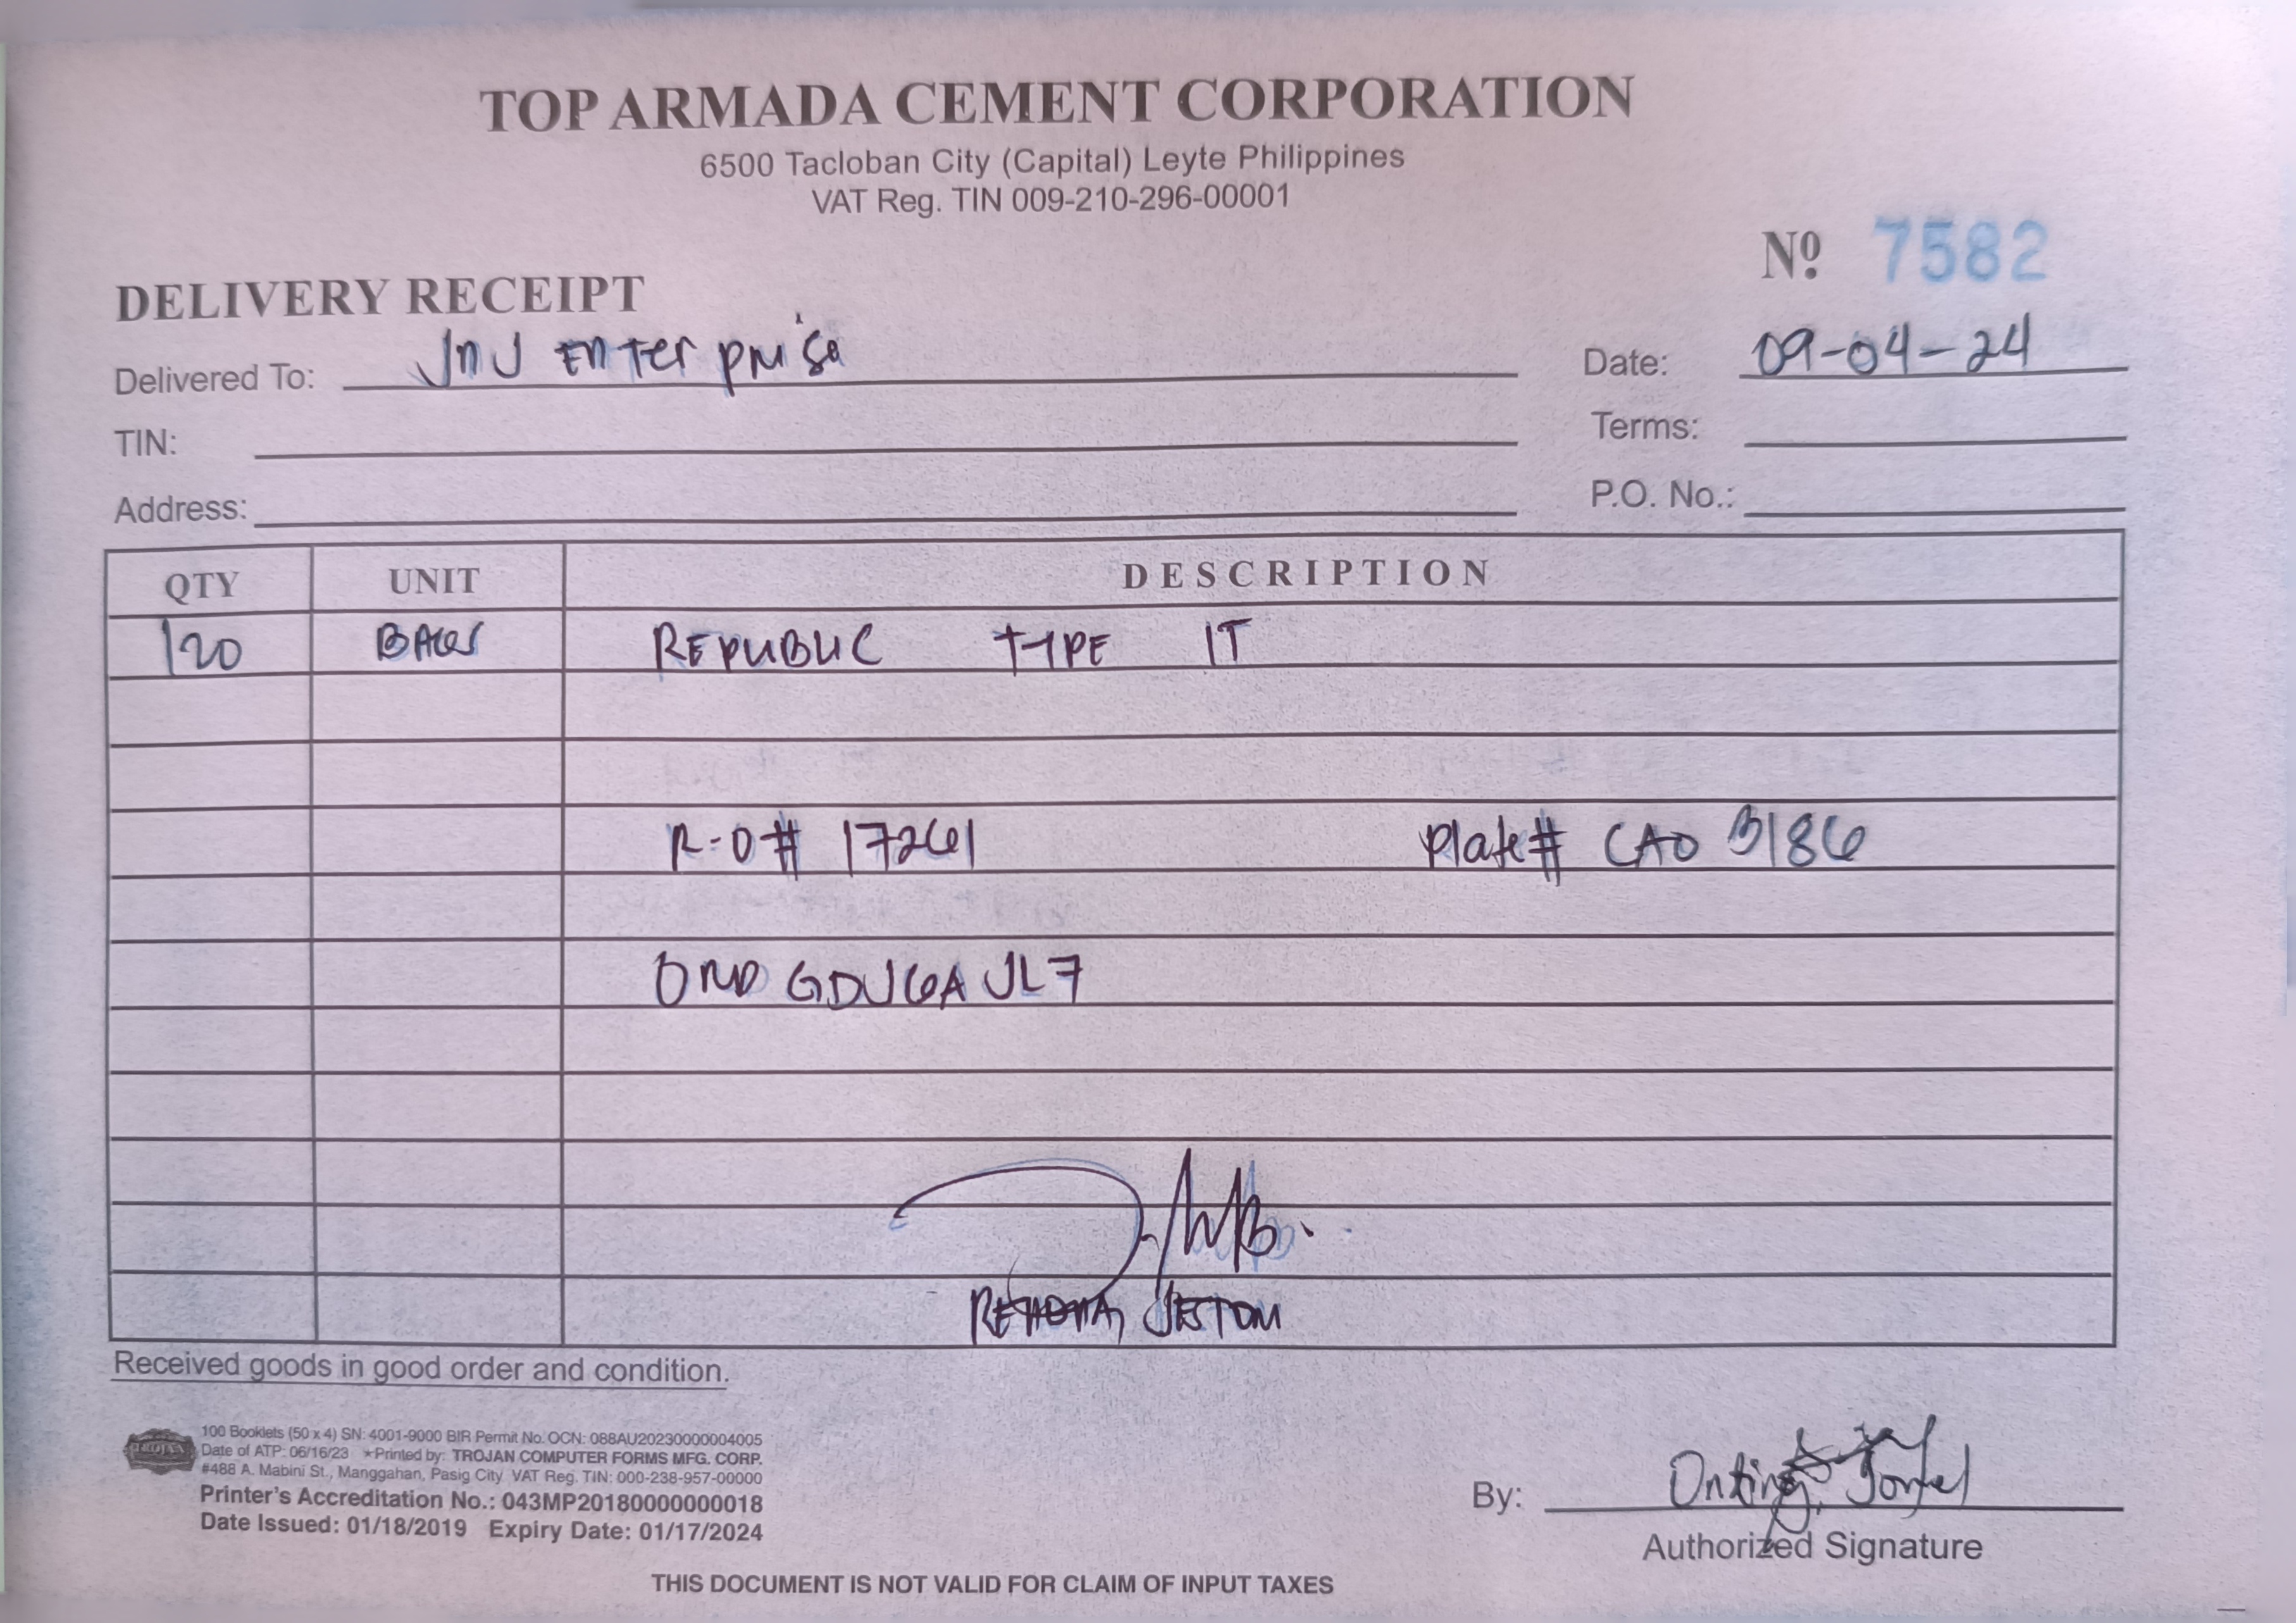 TOP ARMADA CEMENT CORPORATION
6500 Tacloban City (Capital) Leyte Philippines
VAT Reg. TIN 009-210-296-00001
Nº 7582
DELIVERY RECEIPT
Delivered To: JNJ Enterprise Date: 09-04-24
TIN: Terms:
Address: P.O. No.:
QTY UNIT DESCRIPTION
120 BAGS REPUBLIC TYPE 1T
R-O# 17261 Plate# CAO 3186
GDJ6AJL7
Received goods in good order and condition.
TROJAN
100 Booklets (50 x 4) SN: 4001-9000 BIR Permit No. OCN: 088AU20230000004005
Date of ATP: 06/16/23 ★Printed by: TROJAN COMPUTER FORMS MFG. CORP.
#488 A. Mabini St., Manggahan, Pasig City VAT Reg. TIN: 000-238-957-00000
Printer's Accreditation No.: 043MP20180000000018
Date Issued: 01/18/2019 Expiry Date: 01/17/2024
By:
Authorized Signature
THIS DOCUMENT IS NOT VALID FOR CLAIM OF INPUT TAXES